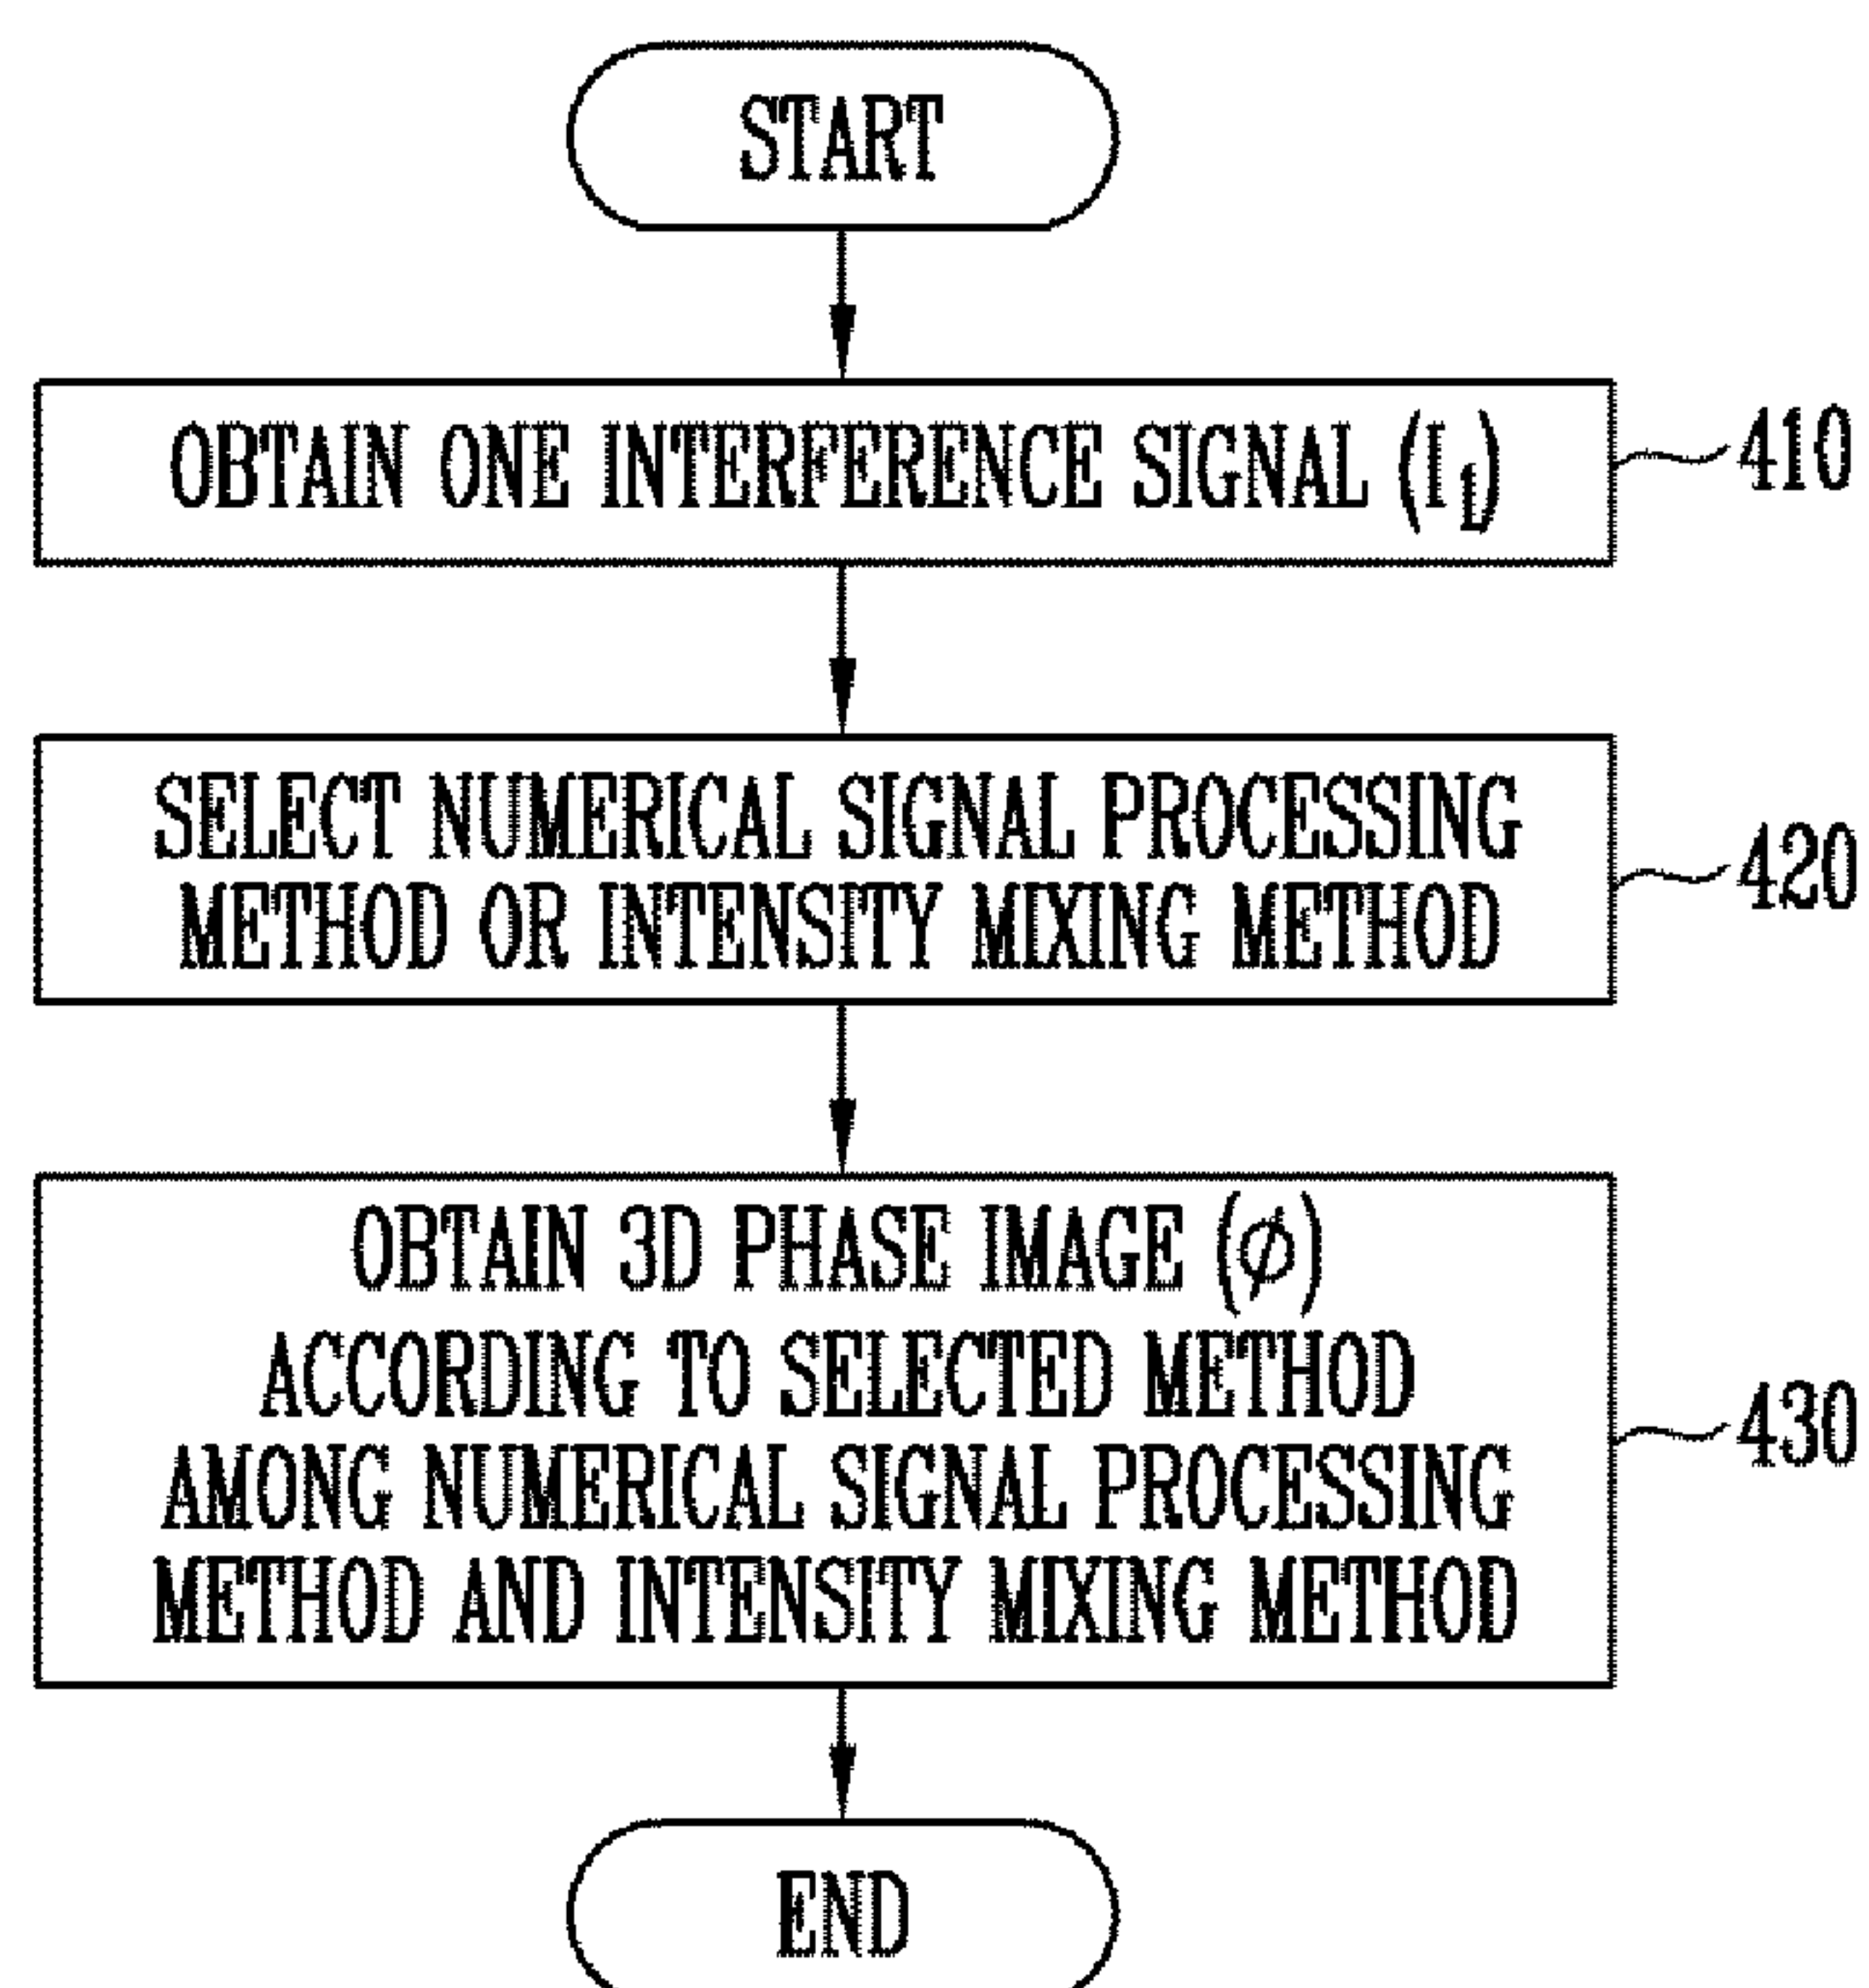 START
OBTAIN ONE INTERFERENCE SIGNAL (I₁)
410
SELECT NUMERICAL SIGNAL PROCESSING
METHOD OR INTENSITY MIXING METHOD
420
OBTAIN 3D PHASE IMAGE (ϕ)
ACCORDING TO SELECTED METHOD
AMONG NUMERICAL SIGNAL PROCESSING
METHOD AND INTENSITY MIXING METHOD
430
END